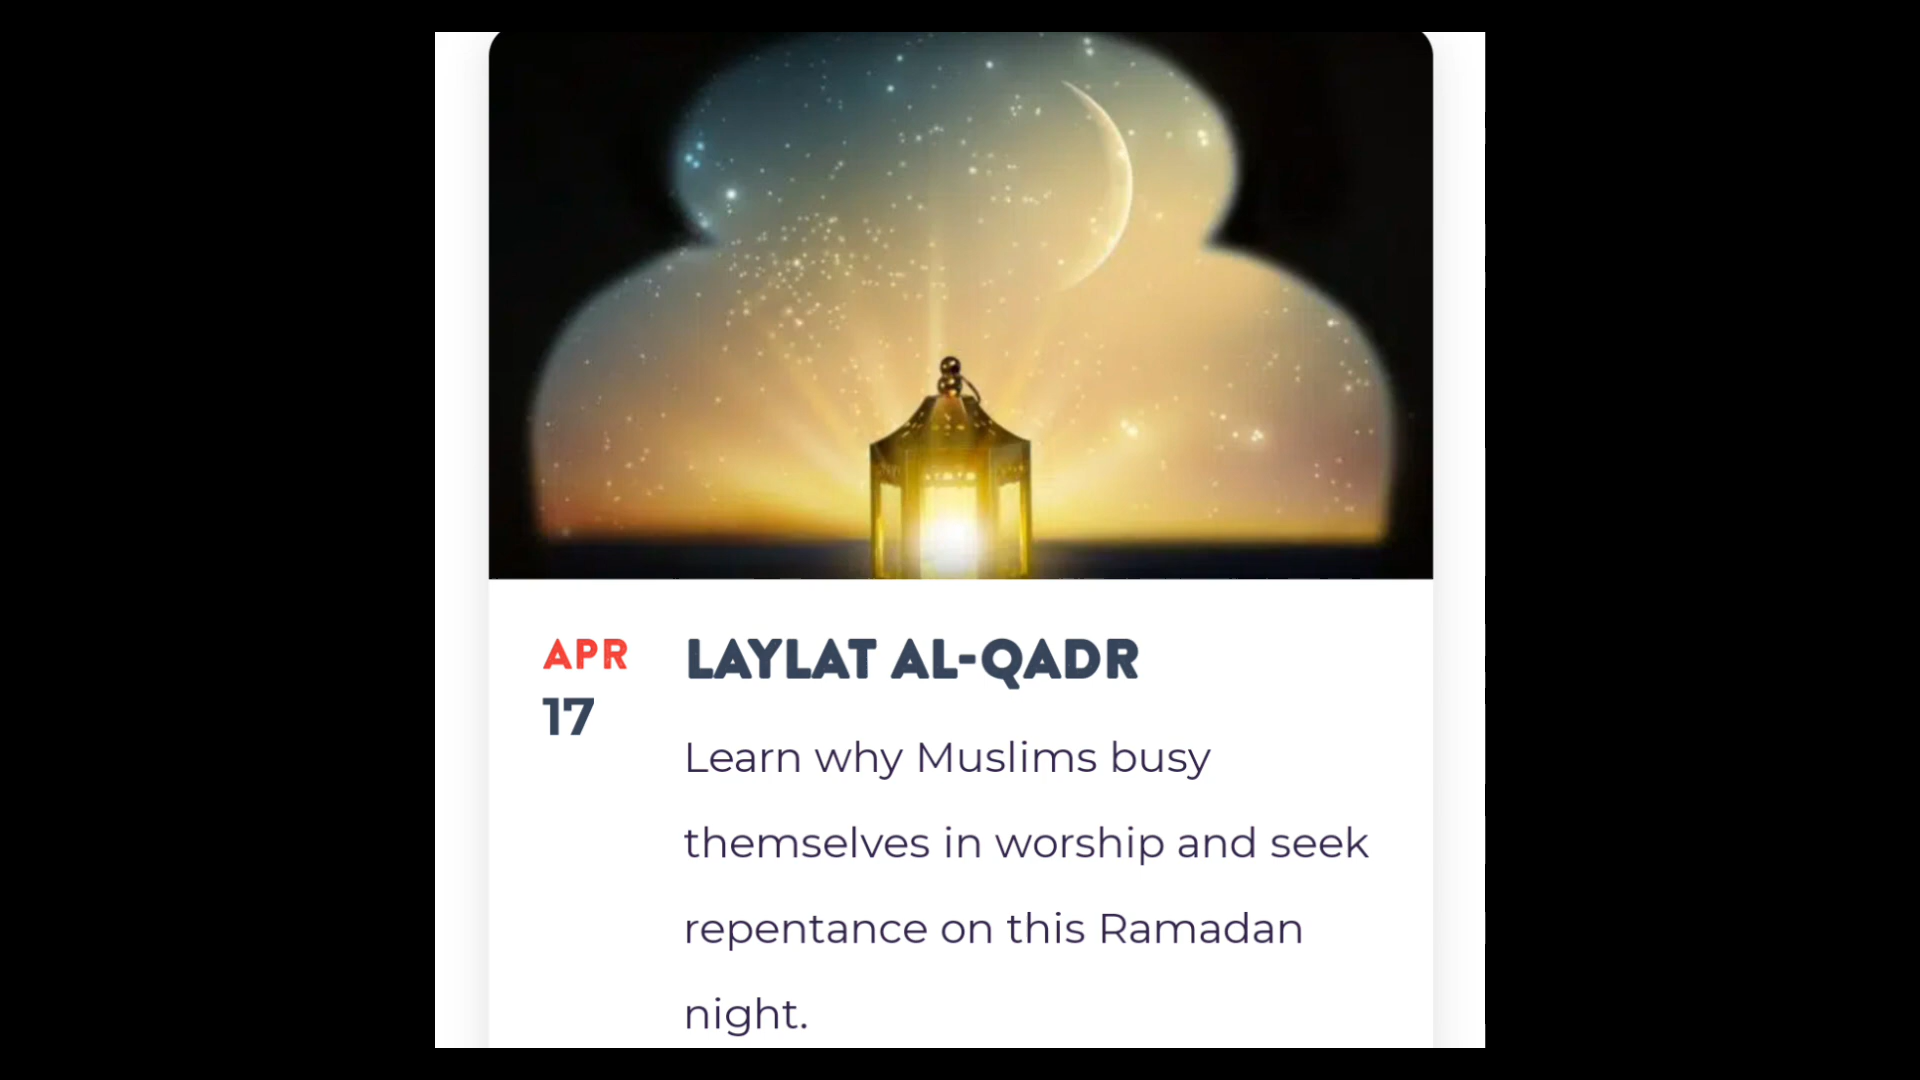 APR
17
LAYLAT AL-QADR
Learn why Muslims busy
themselves in worship and seek
repentance on this Ramadan
night.